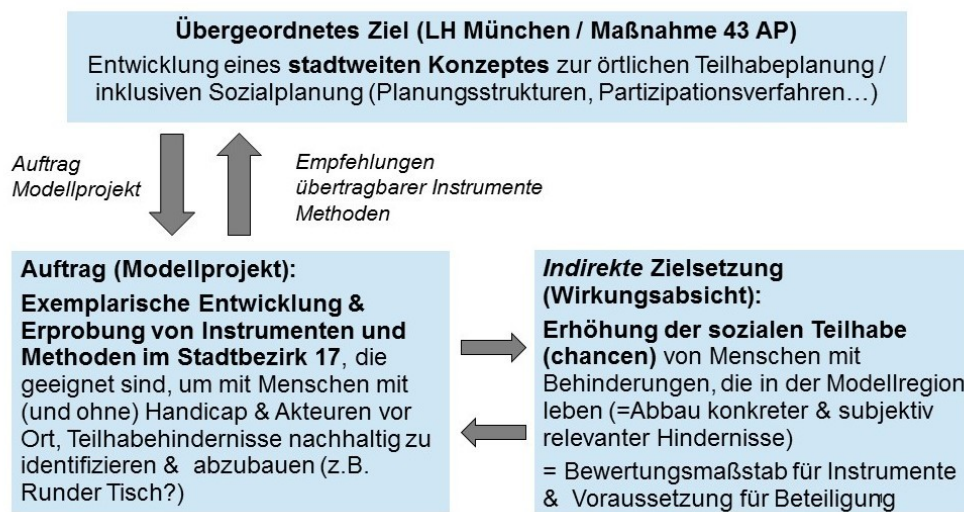 Übergeordnetes Ziel (LH München / Maßnahme 43 AP)
Entwicklung eines stadtweiten Konzeptes zur örtlichen Teilhabeplanung /
inklusiven Sozialplanung (Planungsstrukturen, Partizipationsverfahren…)
Auftrag
Modellprojekt
Empfehlungen
übertragbarer Instrumente
Methoden
Auftrag (Modellprojekt):
Exemplarische Entwicklung &
Erprobung von Instrumenten und
Methoden im Stadtbezirk 17, die
geeignet sind, um mit Menschen mit
(und ohne) Handicap & Akteuren vor
Ort, Teilhabehindernisse nachhaltig zu
identifizieren & abzubauen (z.B.
Runder Tisch?)
Indirekte Zielsetzung
(Wirkungsabsicht):
Erhöhung der sozialen Teilhabe
(chancen) von Menschen mit
Behinderungen, die in der Modellregion
leben (=Abbau konkreter & subjektiv
relevanter Hindernisse)
= Bewertungsmaßstab für Instrumente
& Voraussetzung für Beteiligung